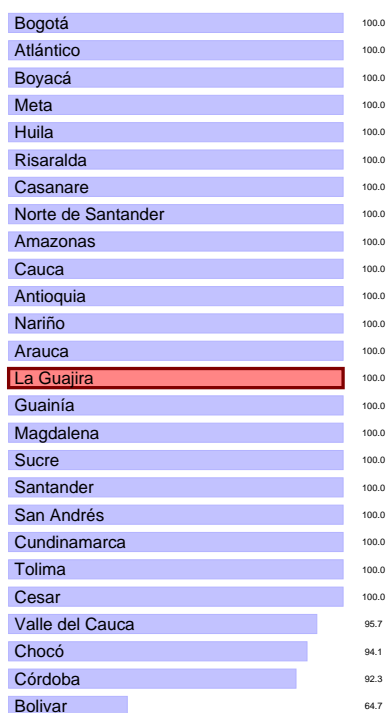 Bogotá 100.0
Atlántico 100.0
Boyacá 100.0
Meta 100.0
Huila 100.0
Risaralda 100.0
Casanare 100.0
Norte de Santander 100.0
Amazonas 100.0
Cauca 100.0
Antioquia 100.0
Nariño 100.0
Arauca 100.0
La Guajira 100.0
Guainía 100.0
Magdalena 100.0
Sucre 100.0
Santander 100.0
San Andrés 100.0
Cundinamarca 100.0
Tolima 100.0
Cesar 100.0
Valle del Cauca 95.7
Chocó 94.1
Córdoba 92.3
Bolivar 64.7